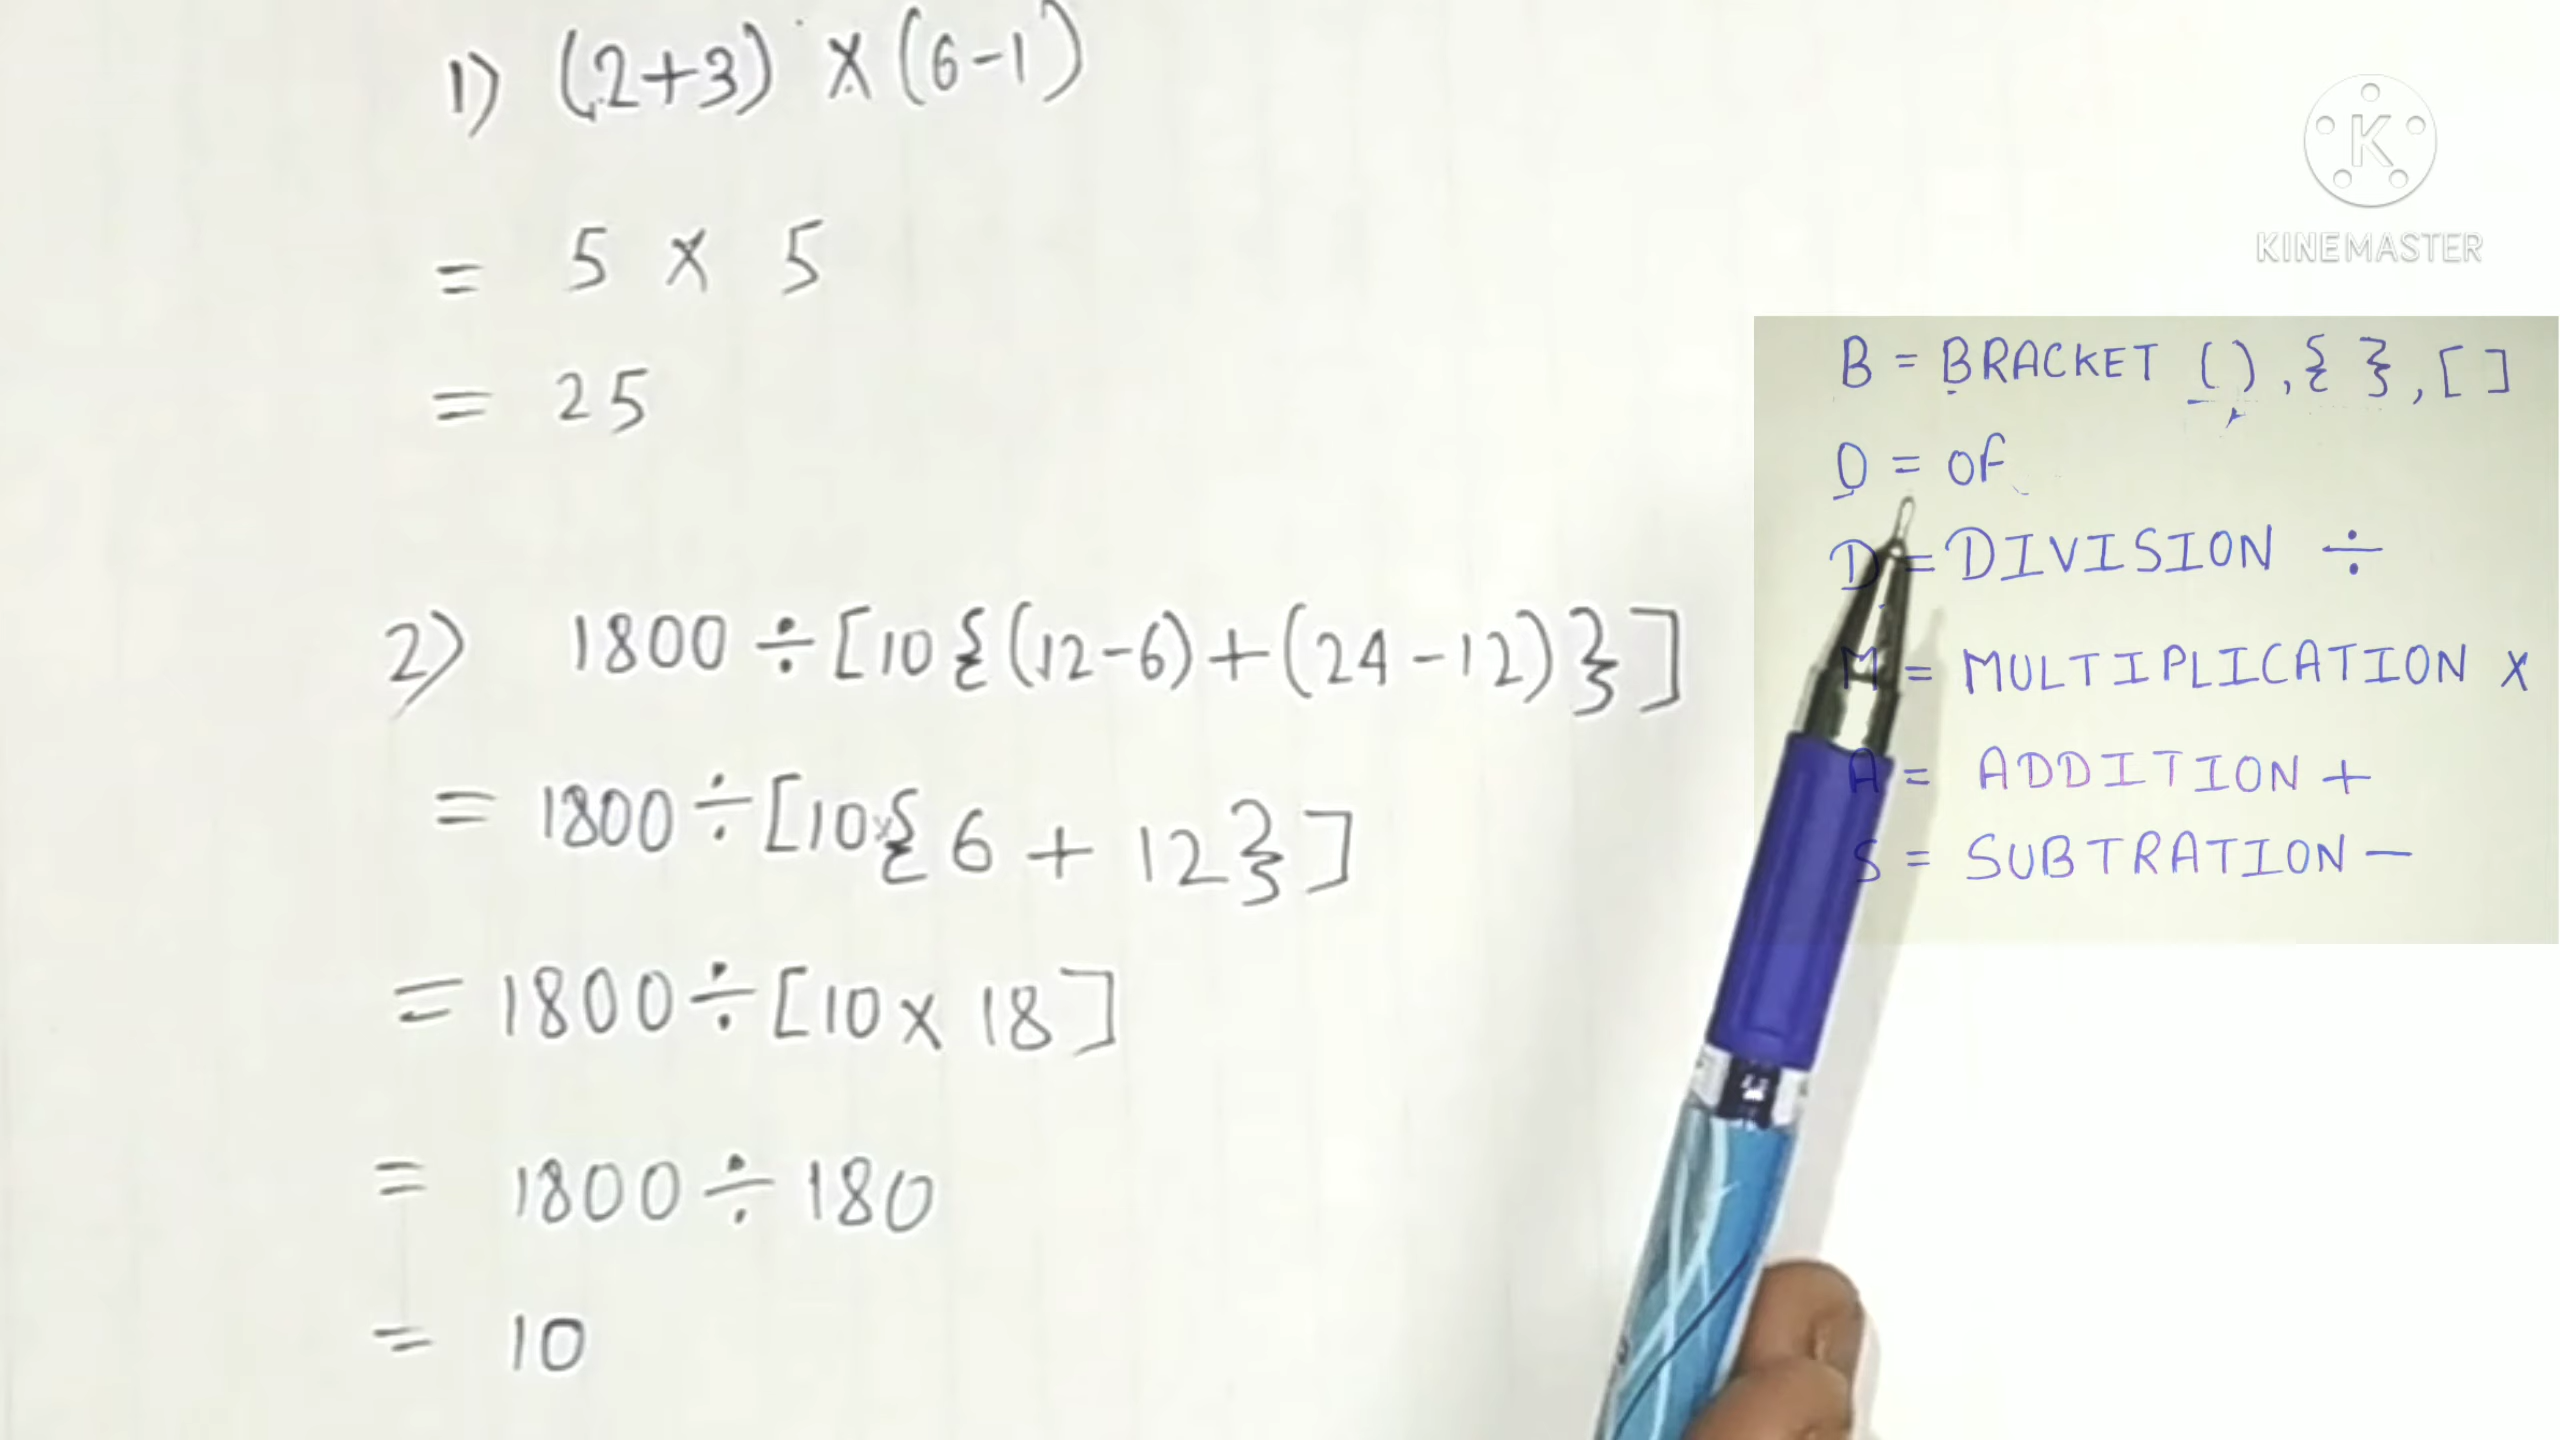 1) (2+3) × (6-1)
= 5 × 5
= 25
2) 1800 ÷ [10{(12-6)+(24-12)}]
= 1800 ÷ [10×{6 + 12}]
= 1800 ÷ [10 × 18]
= 1800 ÷ 180
= 10
KINEMASTER
B = BRACKET (), { }, [ ]
O = OF
D = DIVISION ÷
M = MULTIPLICATION ×
A = ADDITION +
S = SUBTRATION −